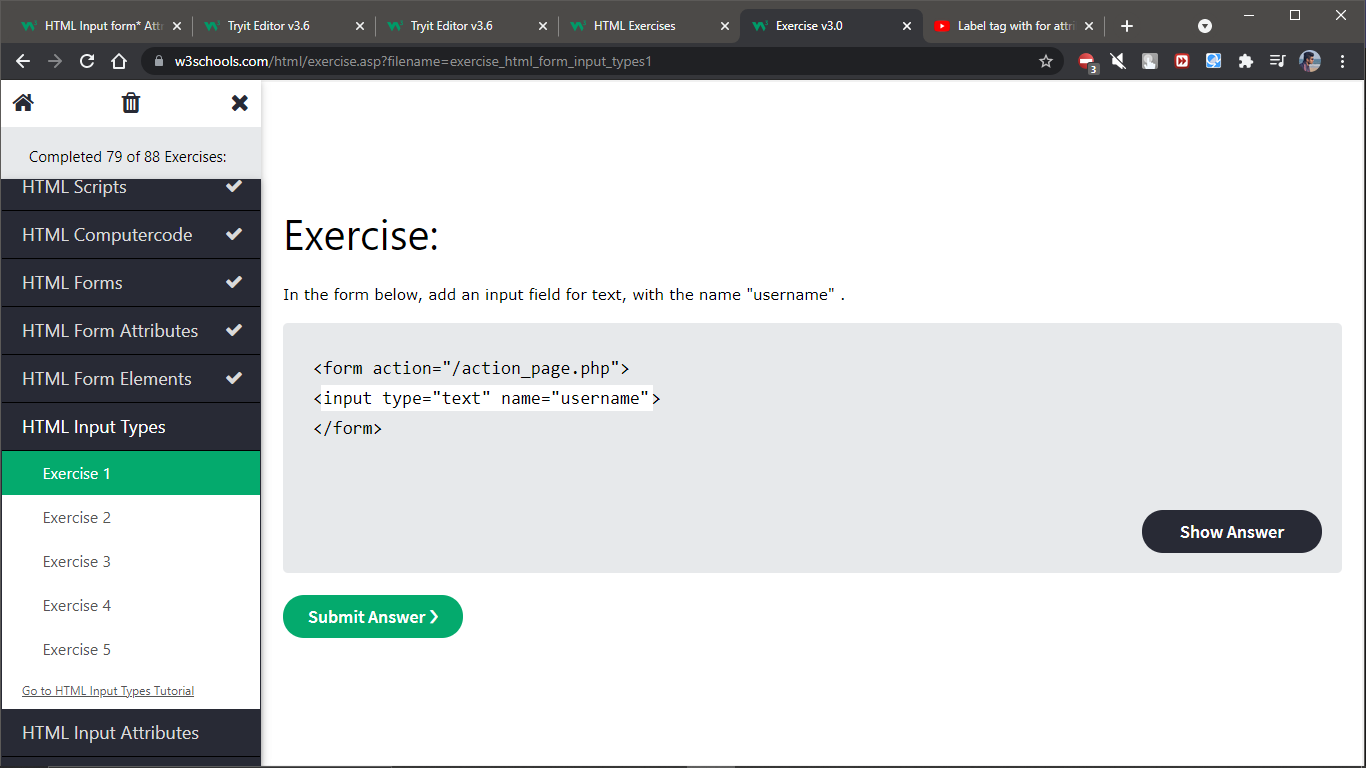 HTML Input form* Att
Tryit Editor v3.6
Tryit Editor v3.6
HTML Exercises
Exercise v3.0
Label tag with for attri
w3schools.com/html/exercise.asp?filename=exercise_html_form_input_types1
3
Completed 79 of 88 Exercises:
HTML Scripts
HTML Computercode
HTML Forms
HTML Form Attributes
HTML Form Elements
HTML Input Types
Exercise 1
Exercise 2
Exercise 3
Exercise 4
Exercise 5
Go to HTML Input Types Tutorial
HTML Input Attributes
Exercise:
In the form below, add an input field for text, with the name "username" .
<form action="/action_page.php">
<input type="text" name="username">
</form>
Show Answer
Submit Answer ❯